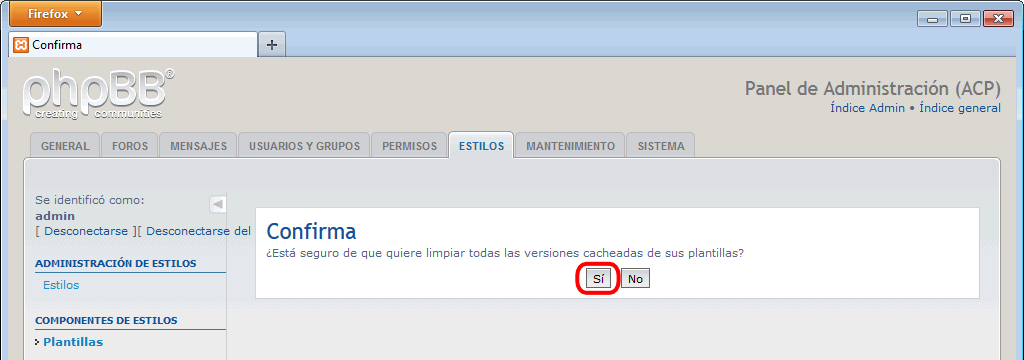 Firefox
Confirma
phpBB®
creating communities
Panel de Administración (ACP)
Índice Admin • Índice general
GENERAL FOROS MENSAJES USUARIOS Y GRUPOS PERMISOS ESTILOS MANTENIMIENTO SISTEMA
Se identificó como:
admin
[ Desconectarse ][ Desconectarse del
ADMINISTRACIÓN DE ESTILOS
Estilos
COMPONENTES DE ESTILOS
Plantillas
Confirma
¿Está seguro de que quiere limpiar todas las versiones cacheadas de sus plantillas?
Sí No